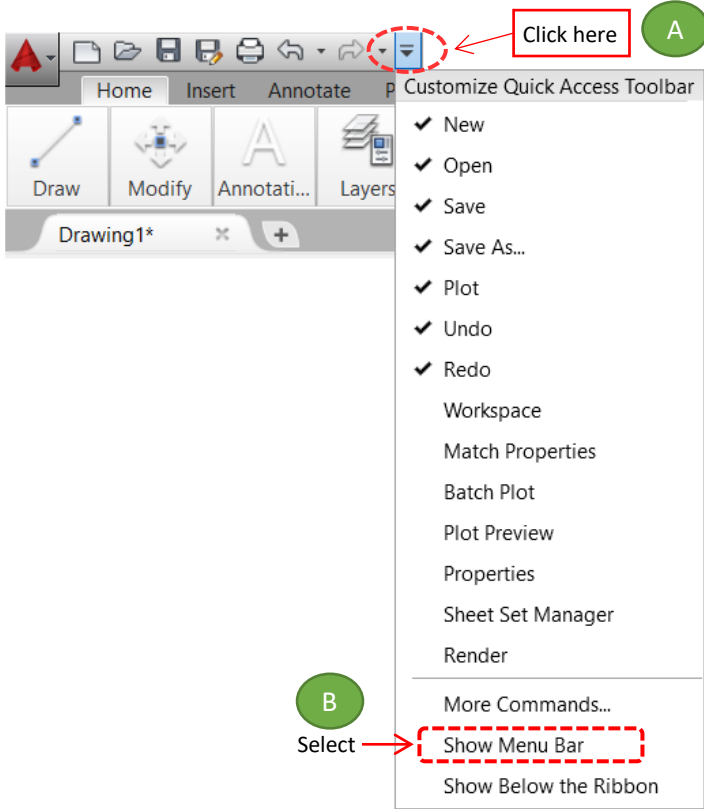 Click here
A
Home Insert Annotate P
Customize Quick Access Toolbar
New
Open
Save
Save As...
Plot
Undo
Redo
Workspace
Match Properties
Batch Plot
Plot Preview
Properties
Sheet Set Manager
Render
More Commands...
Show Menu Bar
Show Below the Ribbon
Draw Modify Annotati... Layers
Drawing1*
B
Select